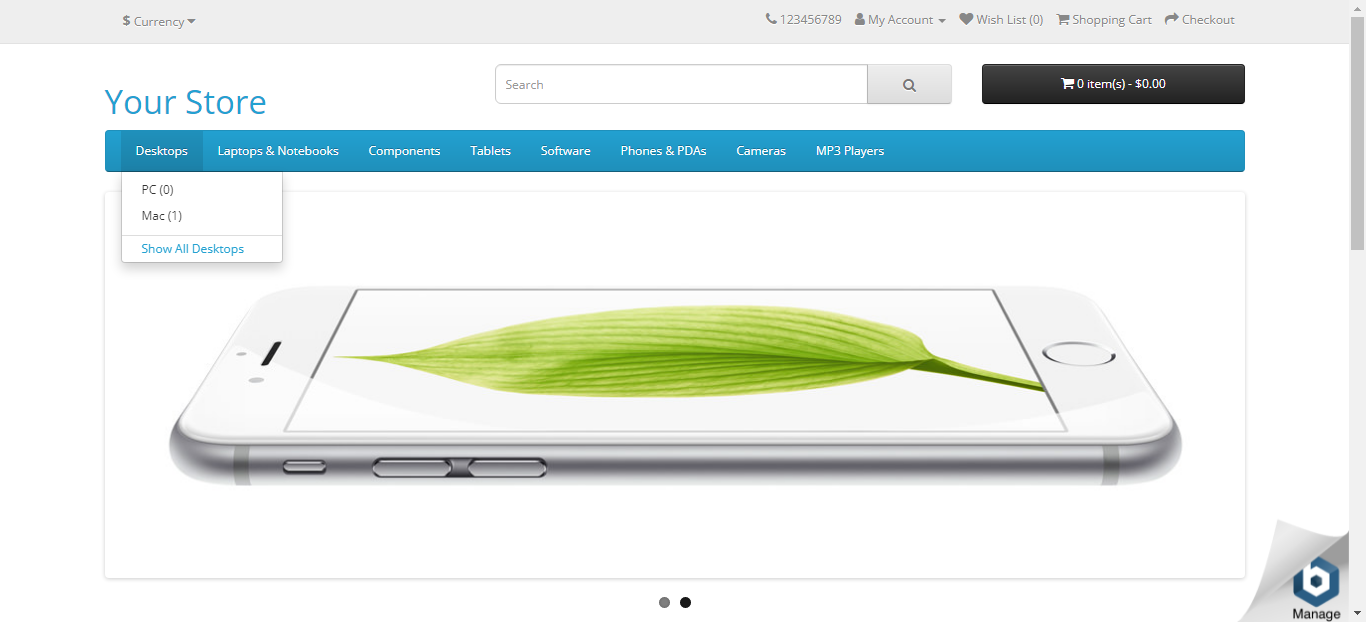 $ Currency
123456789 My Account Wish List (0) Shopping Cart Checkout
Your Store
Search
0 item(s) - $0.00
Desktops Laptops & Notebooks Components Tablets Software Phones & PDAs Cameras MP3 Players
PC (0)
Mac (1)
Show All Desktops
Manage